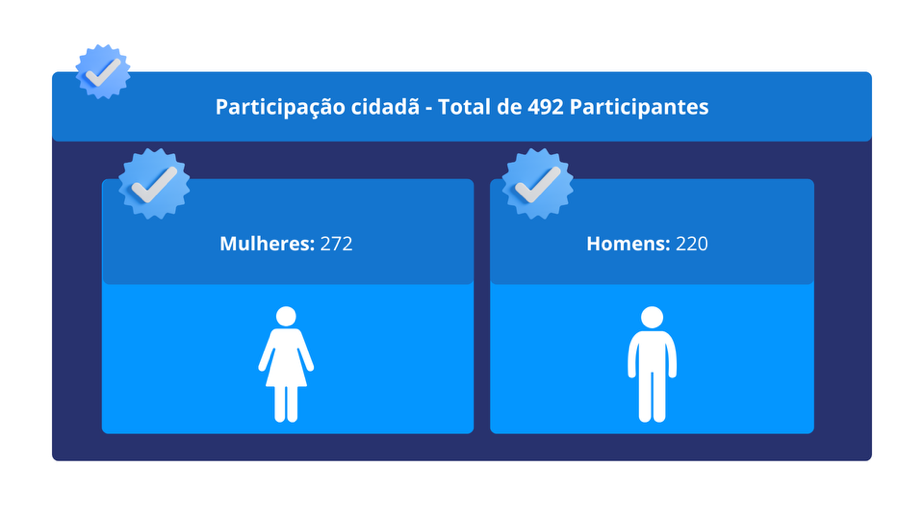 Participação cidadã - Total de 492 Participantes
Mulheres: 272
Homens: 220